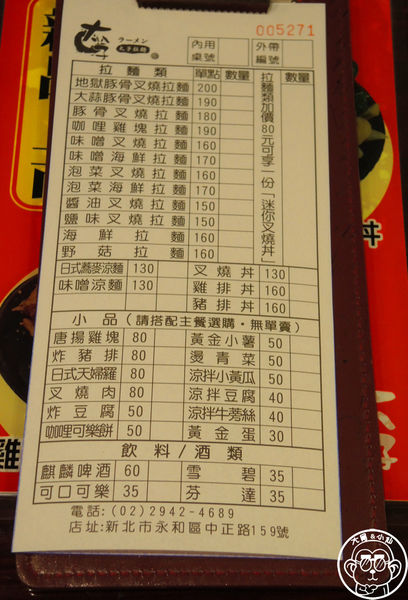 ラーメン
太子拉麵
005271
內用桌號
外帶編號
拉麵類 單點 數量 數量
地獄豚骨叉燒拉麵 200
大蒜豚骨叉燒拉麵 190
豚骨叉燒拉麵 180
咖哩雞塊拉麵 190
味噌叉燒拉麵 160
味噌海鮮拉麵 170
泡菜叉燒拉麵 160
泡菜海鮮拉麵 170
醬油叉燒拉麵 150
鹽味叉燒拉麵 150
海鮮拉麵 160
野菇拉麵 160
拉麵類加價80元可享一份「迷你叉燒丼」
日式蕎麥涼麵 130 叉燒丼 130
味噌涼麵 130 雞排丼 160
豬排丼 160
小品(請搭配主餐選購・無單賣)
唐揚雞塊 80 黃金小薯 50
炸豬排 80 燙青菜 50
日式天婦羅 80 涼拌小黃瓜 50
叉燒肉 80 涼拌豆腐 40
炸豆腐 50 涼拌牛蒡絲 40
咖哩可樂餅 50 黃金蛋 30
飲料/酒類
麒麟啤酒 60 雪碧 35
可口可樂 35 芬達 35
電話:(02)2942-4689
店址:新北市永和區中正路159號
雞
丼